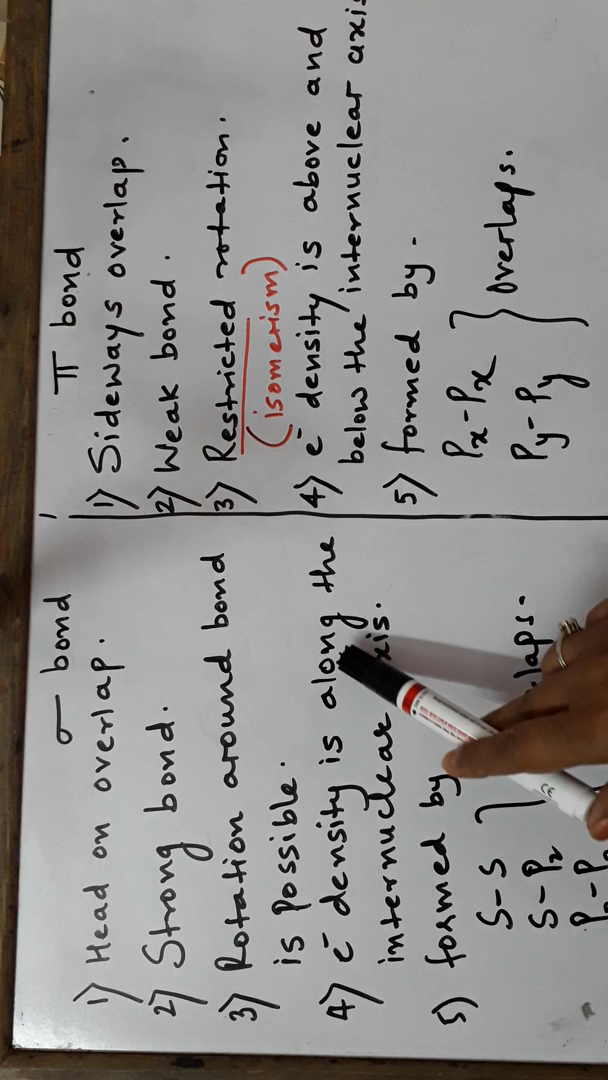 σ bond
1) Head on overlap.
2) Strong bond.
3) Rotation around bond
is possible.
4) e⁻ density is along the
internuclear axis.
5) formed by
S-S
S-Pz
π bond
1) Sideways overlap.
2) Weak bond.
3) Restricted rotation.
(isomerism)
4) e⁻ density is above and
below the internuclear axis
5) formed by -
Px-Px
Py-Py } overlaps.